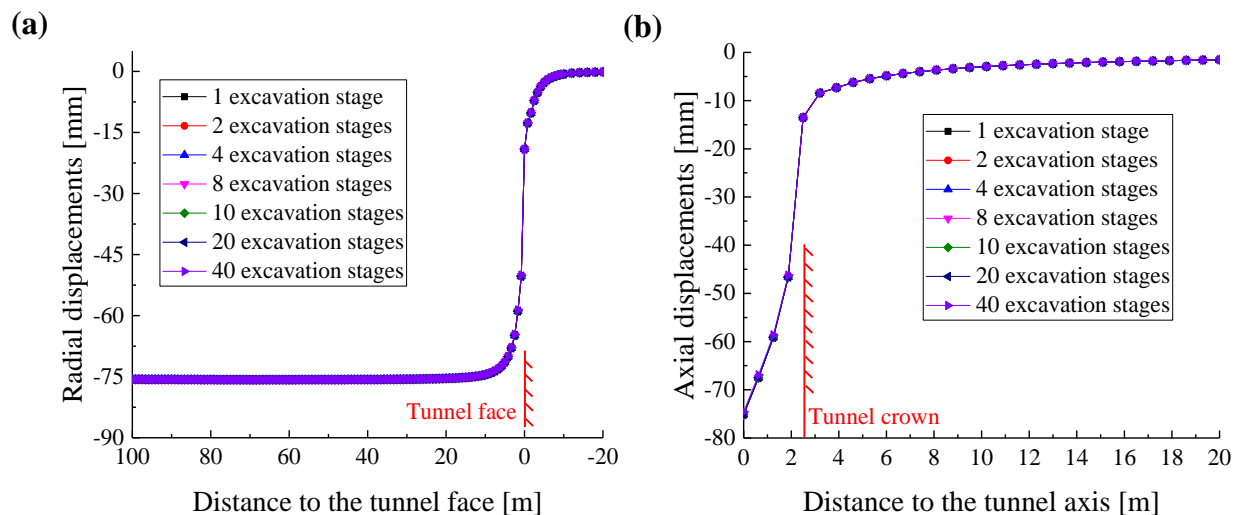 (a)
Radial displacements [mm]
0
-15
-30
-45
-60
-75
-90
1 excavation stage
2 excavation stages
4 excavation stages
8 excavation stages
10 excavation stages
20 excavation stages
40 excavation stages
Tunnel face
100
80
60
40
20
0
-20
Distance to the tunnel face [m]
(b)
Axial displacements [mm]
0
-10
-20
-30
-40
-50
-60
-70
-80
1 excavation stage
2 excavation stages
4 excavation stages
8 excavation stages
10 excavation stages
20 excavation stages
40 excavation stages
Tunnel crown
0
2
4
6
8
10
12
14
16
18
20
Distance to the tunnel axis [m]